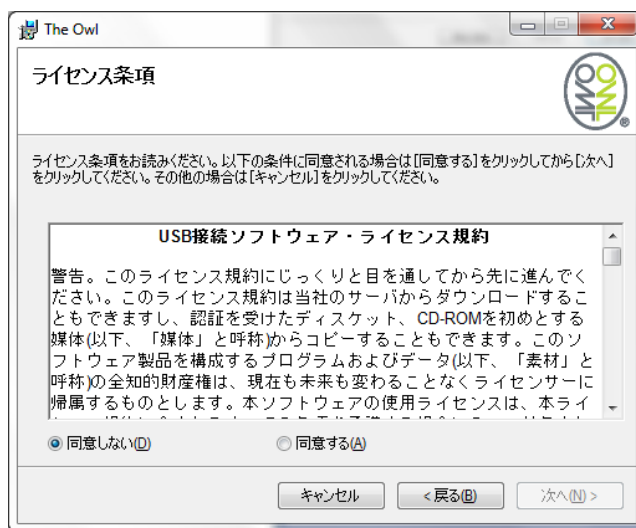 The Owl
ライセンス条項
OWL
OWL
®
ライセンス条項をお読みください。以下の条件に同意される場合は[同意する]をクリックしてから[次へ]
をクリックしてください。その他の場合は[キャンセル]をクリックしてください。
USB接続ソフトウェア・ライセンス規約
警告。このライセンス規約にじっくりと目を通してから先に進んでく
ださい。このライセンス規約は当社のサーバからダウンロードするこ
ともできますし、認証を受けたディスケット、CD-ROMを初めとする
媒体(以下、「媒体」と呼称)からコピーすることもできます。このソ
フトウェア製品を構成するプログラムおよびデータ(以下、「素材」と
呼称)の全知的財産権は、現在も未来も変わることなくライセンサーに
帰属するものとします。本ソフトウェアの使用ライセンスは、本ライ
同意しない(D)
同意する(A)
キャンセル
<戻る(B)
次へ(N) >